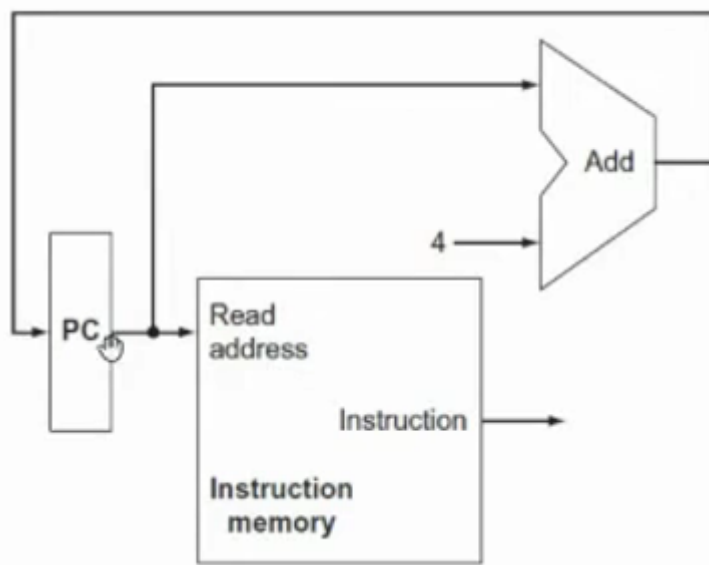 Add
4
PC
Read
address
Instruction
Instruction
memory